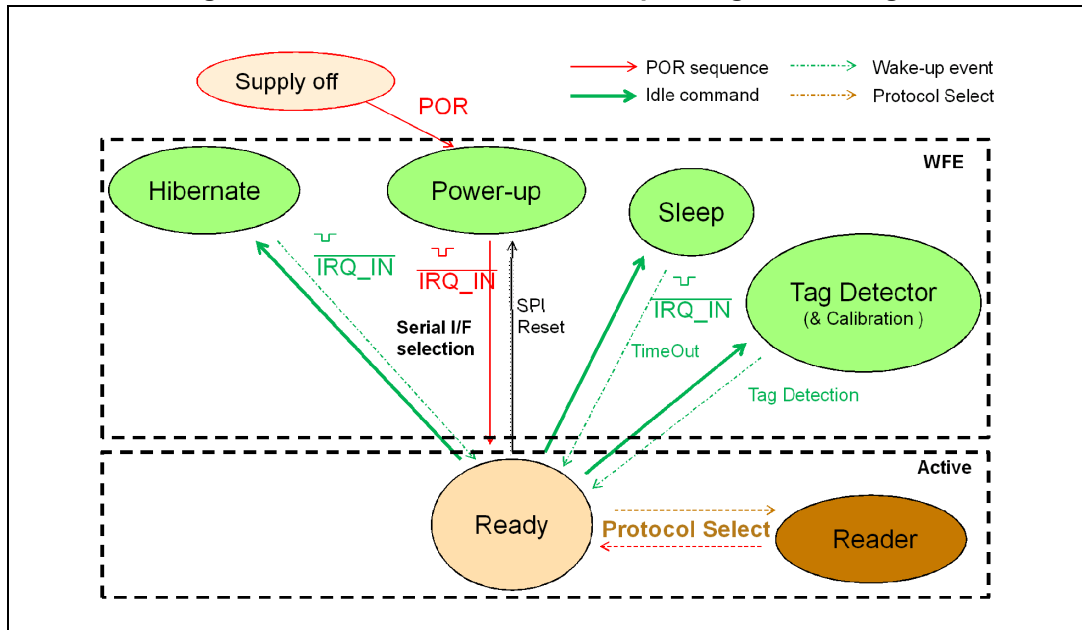 Supply off
POR
POR sequence
Idle command
Wake-up event
Protocol Select
WFE
Hibernate
Power-up
Sleep
Tag Detector
(& Calibration )
IRQ_IN
IRQ_IN
IRQ_IN
Serial I/F
selection
SPI
Reset
TimeOut
Tag Detection
Active
Ready
Protocol Select
Reader